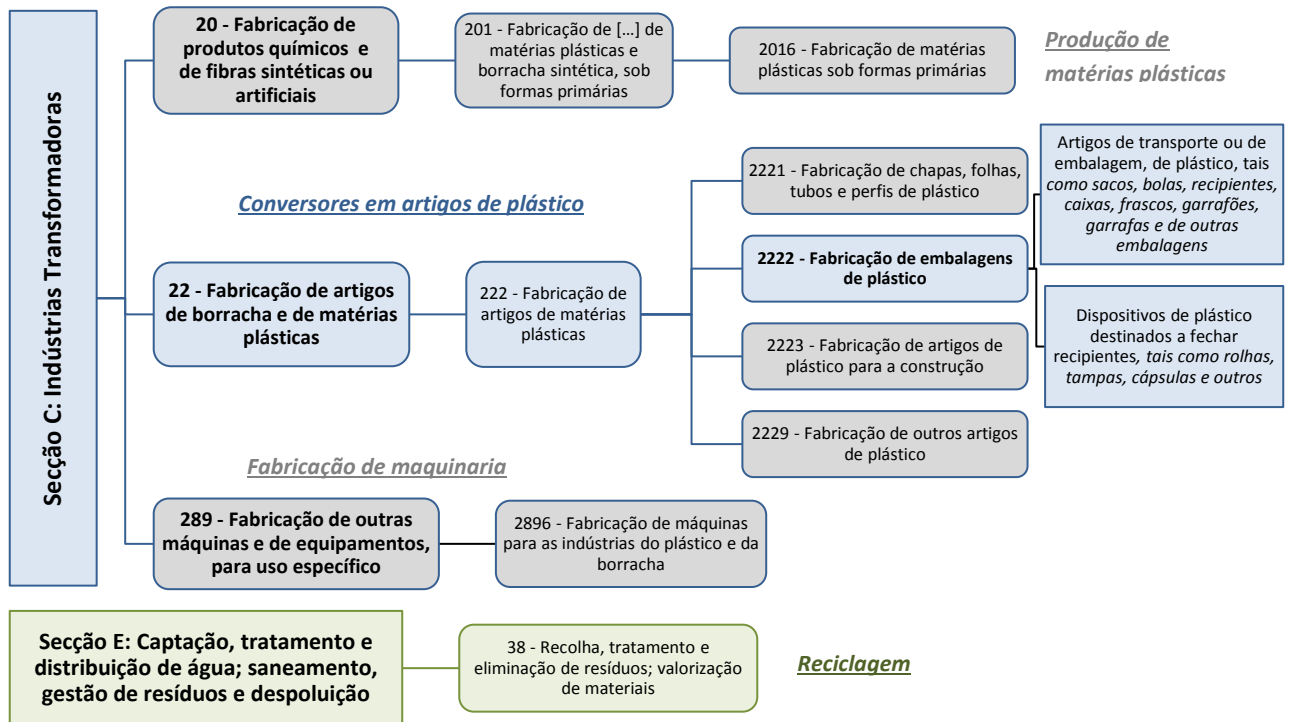 Secção C: Indústrias Transformadoras
20 - Fabricação de
produtos químicos e
de fibras sintéticas ou
artificiais
201 - Fabricação de [...] de
matérias plásticas e
borracha sintética, sob
formas primárias
2016 - Fabricação de matérias
plásticas sob formas primárias
Produção de
matérias plásticas
Conversores em artigos de plástico
22 - Fabricação de artigos
de borracha e de matérias
plásticas
222 - Fabricação de
artigos de matérias
plásticas
2221 - Fabricação de chapas, folhas,
tubos e perfis de plástico
2222 - Fabricação de embalagens
de plástico
2223 - Fabricação de artigos de
plástico para a construção
2229 - Fabricação de outros artigos
de plástico
Artigos de transporte ou de
embalagem, de plástico, tais
como sacos, bolas, recipientes,
caixas, frascos, garrafões,
garrafas e de outras
embalagens
Dispositivos de plástico
destinados a fechar
recipientes, tais como rolhas,
tampas, cápsulas e outros
Fabricação de maquinaria
289 - Fabricação de outras
máquinas e de equipamentos,
para uso específico
2896 - Fabricação de máquinas
para as indústrias do plástico e da
borracha
Secção E: Captação, tratamento e
distribuição de água; saneamento,
gestão de resíduos e despoluição
38 - Recolha, tratamento e
eliminação de resíduos; valorização
de materiais
Reciclagem